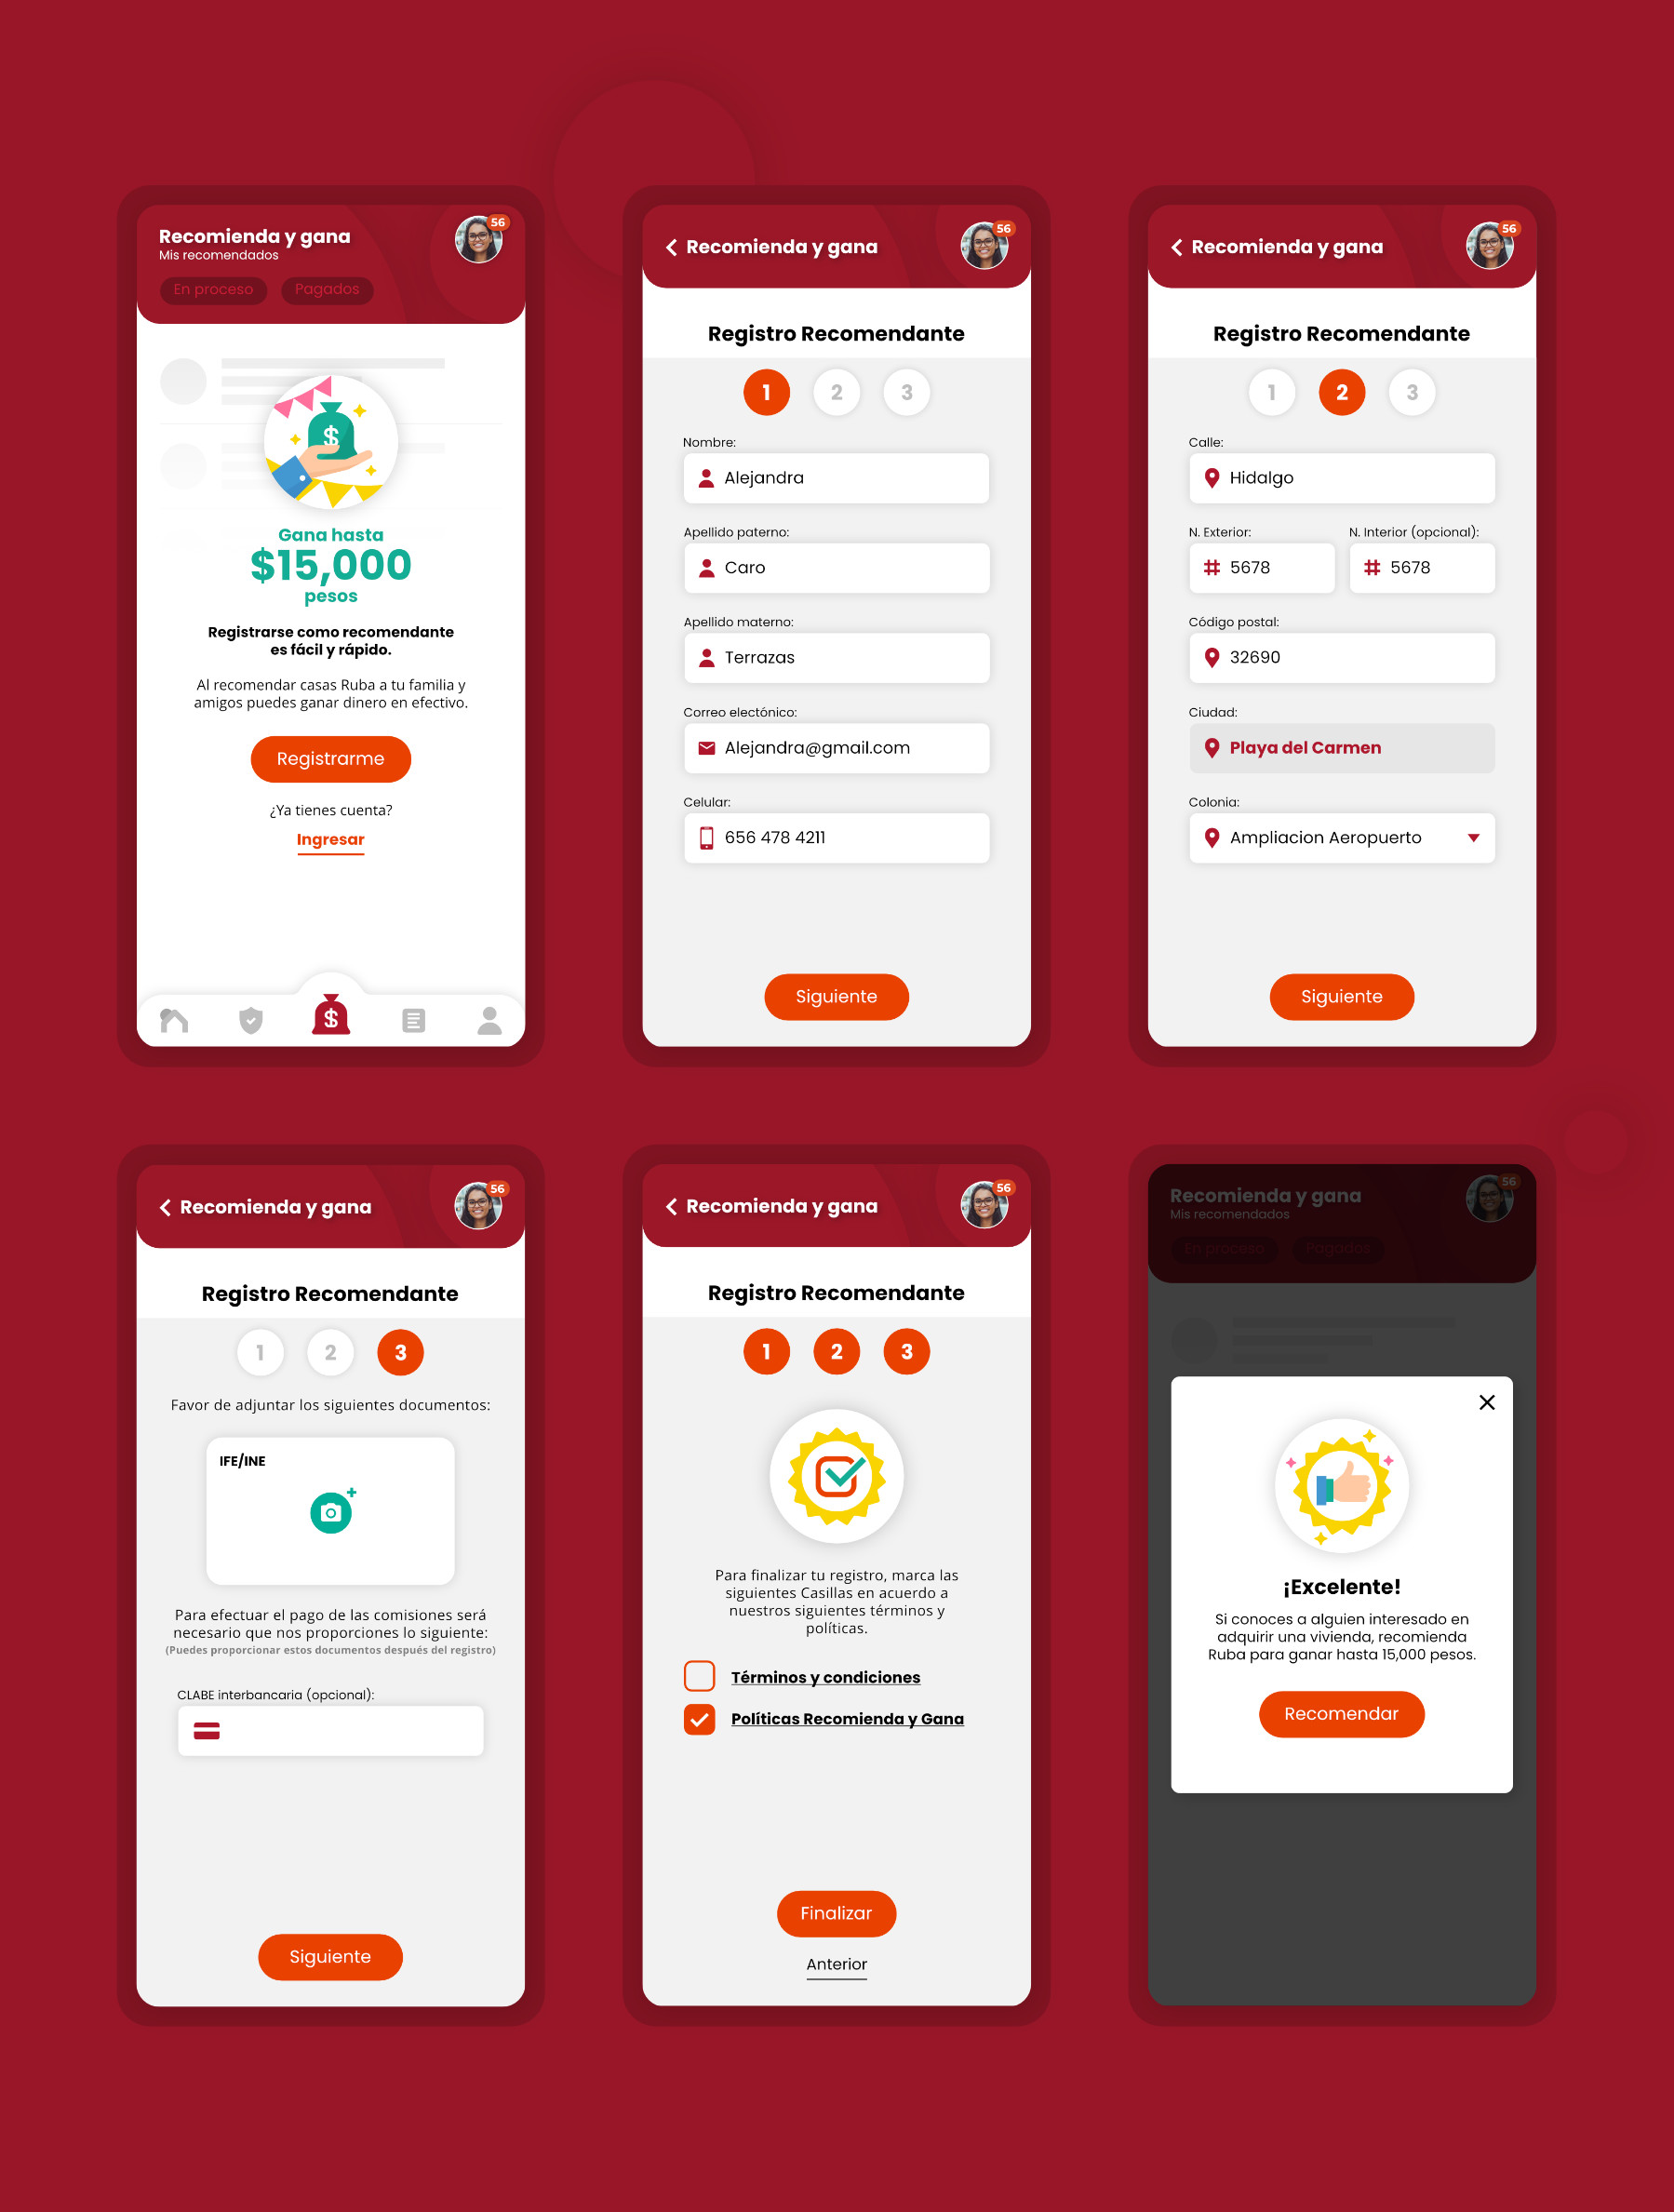 Recomienda y gana
56
Mis recomendados
En proceso
Pagados
$
Gana hasta
$15,000
pesos
Registrarse como recomendante
es fácil y rápido.
Al recomendar casas Ruba a tu familia y
amigos puedes ganar dinero en efectivo.
Registrarme
¿Ya tienes cuenta?
Ingresar
$
Recomienda y gana
56
Registro Recomendante
1 2 3
Nombre:
Alejandra
Apellido paterno:
Caro
Apellido materno:
Terrazas
Correo electónico:
Alejandra@gmail.com
Celular:
656 478 4211
Siguiente
Recomienda y gana
56
Registro Recomendante
1 2 3
Calle:
Hidalgo
N. Exterior: N. Interior (opcional):
# 5678 # 5678
Código postal:
32690
Ciudad:
Playa del Carmen
Colonia:
Ampliacion Aeropuerto
Siguiente
Recomienda y gana
56
Registro Recomendante
1 2 3
Favor de adjuntar los siguientes documentos:
IFE/INE
Para efectuar el pago de las comisiones será
necesario que nos proporciones lo siguiente:
(Puedes proporcionar estos documentos después del registro)
CLABE interbancaria (opcional):
Siguiente
Recomienda y gana
56
Registro Recomendante
1 2 3
Para finalizar tu registro, marca las
siguientes Casillas en acuerdo a
nuestros siguientes términos y
políticas.
Términos y condiciones
Políticas Recomienda y Gana
Finalizar
Anterior
Recomienda y gana
56
Mis recomendados
En proceso
Pagados
¡Excelente!
Si conoces a alguien interesado en
adquirir una vivienda, recomienda
Ruba para ganar hasta 15,000 pesos.
Recomendar